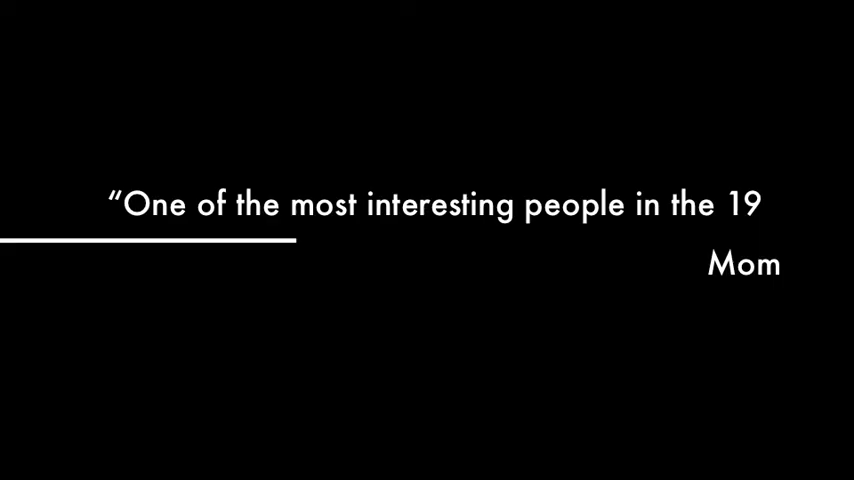 “One of the most interesting people in the 19
Mom